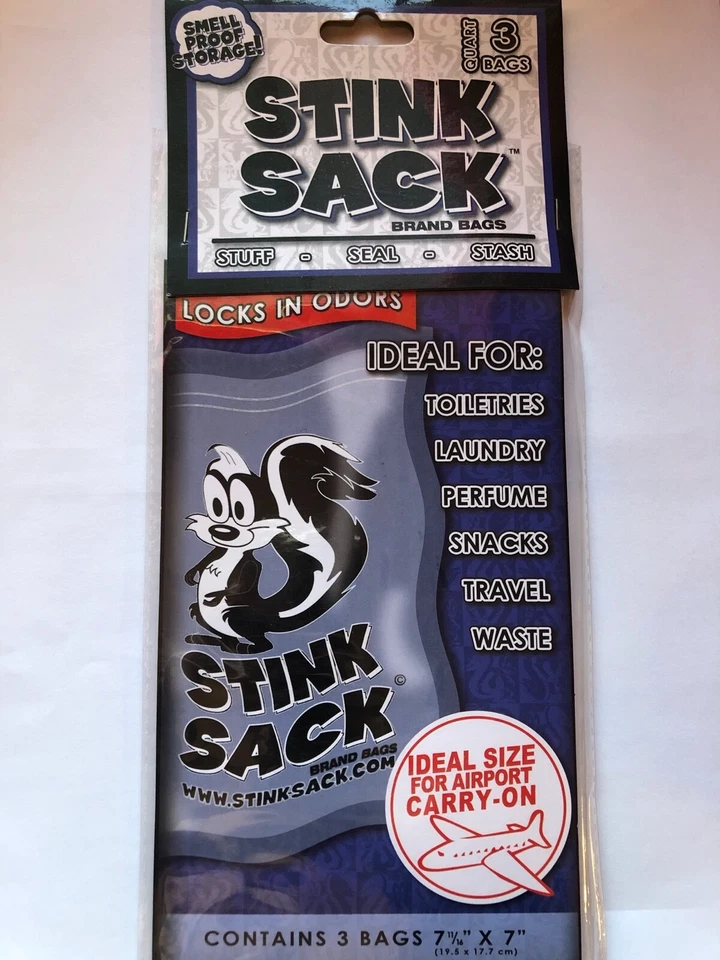 SMELL
PROOF
STORAGE!
QUART
3
BAGS
STINK
SACK™
BRAND BAGS
STUFF - SEAL - STASH
LOCKS IN ODORS
IDEAL FOR:
TOILETRIES
LAUNDRY
PERFUME
SNACKS
TRAVEL
WASTE
STINK
SACK©
BRAND BAGS
WWW.STINK-SACK.COM
IDEAL SIZE
FOR AIRPORT
CARRY-ON
CONTAINS 3 BAGS 7 11/16" X 7"
(19.5 x 17.7 cm)